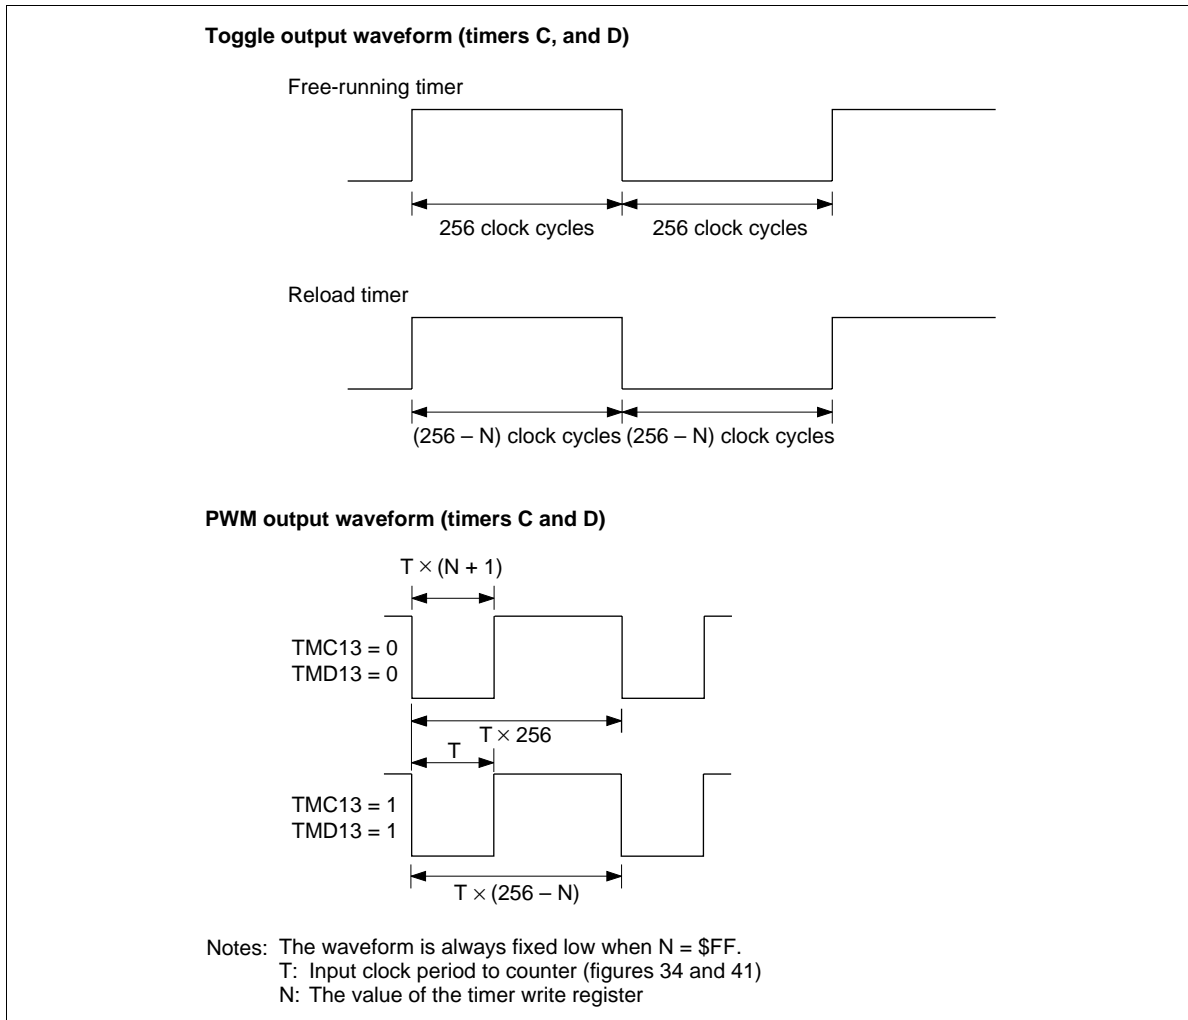 Toggle output waveform (timers C, and D)
Free-running timer
256 clock cycles 256 clock cycles
Reload timer
(256 – N) clock cycles (256 – N) clock cycles
PWM output waveform (timers C and D)
T × (N + 1)
TMC13 = 0
TMD13 = 0
T × 256
T
TMC13 = 1
TMD13 = 1
T × (256 – N)
Notes: The waveform is always fixed low when N = $FF.
T: Input clock period to counter (figures 34 and 41)
N: The value of the timer write register